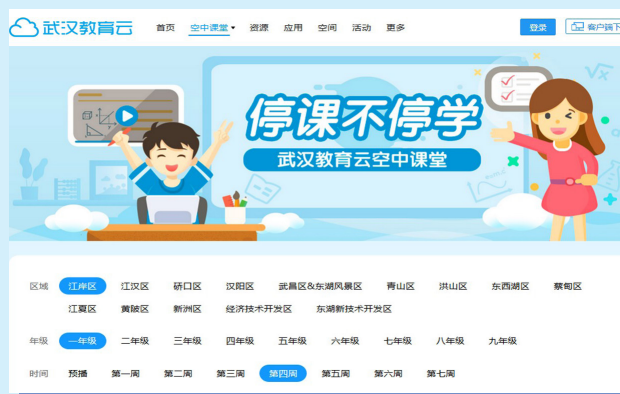 武汉教育云 首页 空中课堂 资源 应用 空间 活动 更多 登录 客户端下
停课不停学
武汉教育云空中课堂
区域 江岸区 江汉区 硚口区 汉阳区 武昌区&东湖风景区 青山区 洪山区 东西湖区 蔡甸区
江夏区 黄陂区 新洲区 经济技术开发区 东湖新技术开发区
年级 一年级 二年级 三年级 四年级 五年级 六年级 七年级 八年级 九年级
时间 预播 第一周 第二周 第三周 第四周 第五周 第六周 第七周